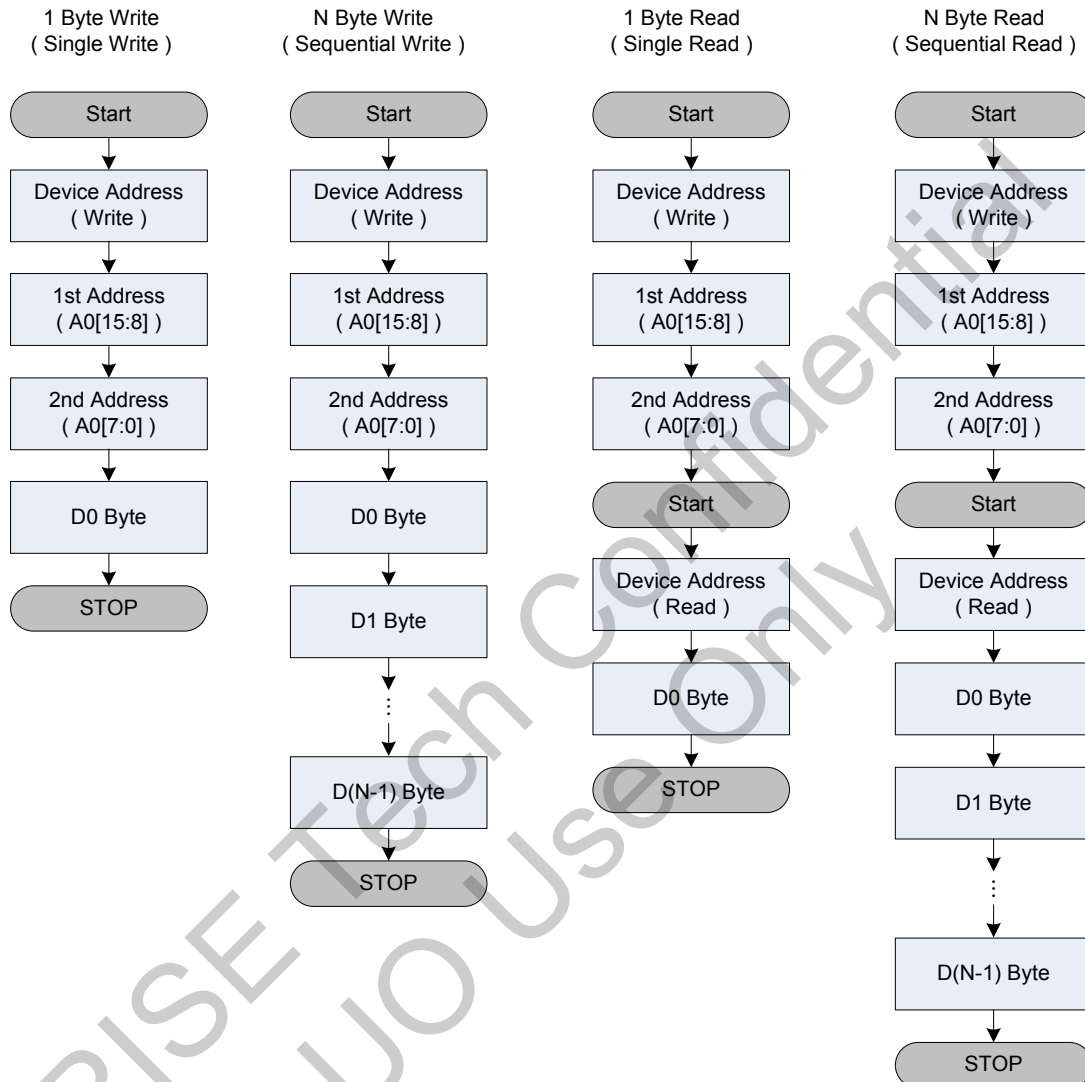 1 Byte Write
( Single Write )
Start
Device Address
( Write )
1st Address
( A0[15:8] )
2nd Address
( A0[7:0] )
D0 Byte
STOP
N Byte Write
( Sequential Write )
Start
Device Address
( Write )
1st Address
( A0[15:8] )
2nd Address
( A0[7:0] )
D0 Byte
D1 Byte
D(N-1) Byte
STOP
1 Byte Read
( Single Read )
Start
Device Address
( Write )
1st Address
( A0[15:8] )
2nd Address
( A0[7:0] )
Start
Device Address
( Read )
D0 Byte
STOP
N Byte Read
( Sequential Read )
Start
Device Address
( Write )
1st Address
( A0[15:8] )
2nd Address
( A0[7:0] )
Start
Device Address
( Read )
D0 Byte
D1 Byte
D(N-1) Byte
STOP
Tech Confidential
Use Only